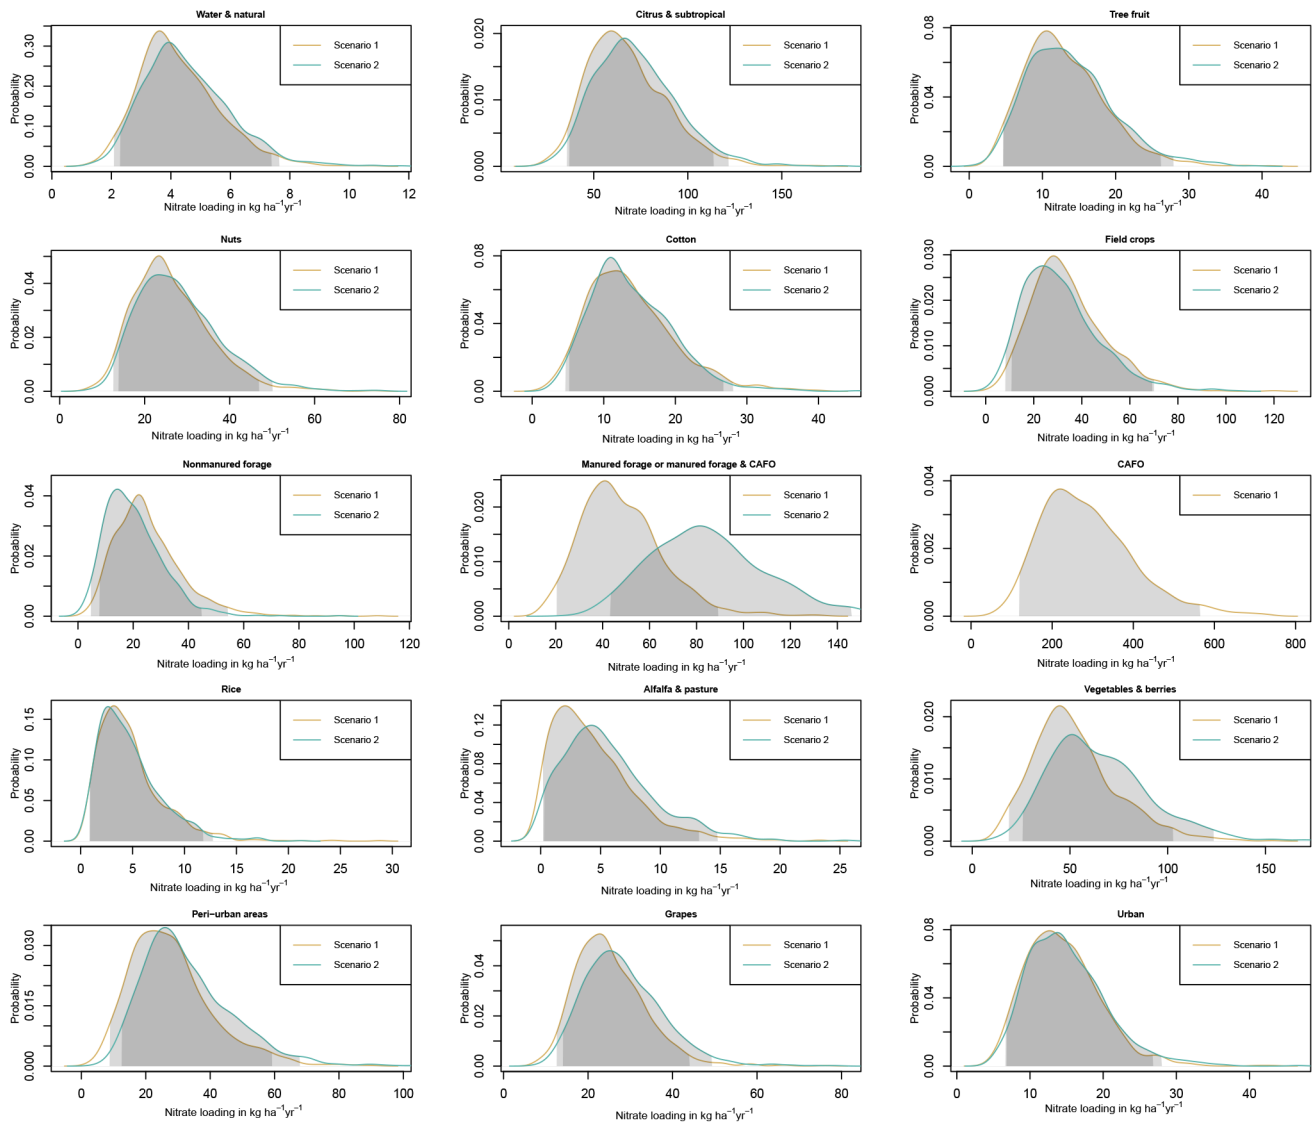 Water & natural
Probability
0.00 0.10 0.20 0.30
Scenario 1
Scenario 2
0 2 4 6 8 10 12
Nitrate loading in kg ha⁻¹yr⁻¹
Citrus & subtropical
Probability
0.000 0.010 0.020
Scenario 1
Scenario 2
50 100 150
Nitrate loading in kg ha⁻¹yr⁻¹
Tree fruit
Probability
0.00 0.04 0.08
Scenario 1
Scenario 2
0 10 20 30 40
Nitrate loading in kg ha⁻¹yr⁻¹
Nuts
Probability
0.00 0.02 0.04
Scenario 1
Scenario 2
0 20 40 60 80
Nitrate loading in kg ha⁻¹yr⁻¹
Cotton
Probability
0.00 0.04 0.08
Scenario 1
Scenario 2
0 10 20 30 40
Nitrate loading in kg ha⁻¹yr⁻¹
Field crops
Probability
0.000 0.010 0.020 0.030
Scenario 1
Scenario 2
0 20 40 60 80 100 120
Nitrate loading in kg ha⁻¹yr⁻¹
Nonmanured forage
Probability
0.00 0.02 0.04
Scenario 1
Scenario 2
0 20 40 60 80 100 120
Nitrate loading in kg ha⁻¹yr⁻¹
Manured forage or manured forage & CAFO
Probability
0.000 0.010 0.020
Scenario 1
Scenario 2
0 20 40 60 80 100 120 140
Nitrate loading in kg ha⁻¹yr⁻¹
CAFO
Probability
0.000 0.002 0.004
Scenario 1
0 200 400 600 800
Nitrate loading in kg ha⁻¹yr⁻¹
Rice
Probability
0.00 0.05 0.10 0.15
Scenario 1
Scenario 2
0 5 10 15 20 25 30
Nitrate loading in kg ha⁻¹yr⁻¹
Alfalfa & pasture
Probability
0.00 0.04 0.08 0.12
Scenario 1
Scenario 2
0 5 10 15 20 25
Nitrate loading in kg ha⁻¹yr⁻¹
Vegetables & berries
Probability
0.000 0.010 0.020
Scenario 1
Scenario 2
0 50 100 150
Nitrate loading in kg ha⁻¹yr⁻¹
Peri−urban areas
Probability
0.000 0.015 0.030
Scenario 1
Scenario 2
0 20 40 60 80 100
Nitrate loading in kg ha⁻¹yr⁻¹
Grapes
Probability
0.00 0.02 0.04
Scenario 1
Scenario 2
0 20 40 60 80
Nitrate loading in kg ha⁻¹yr⁻¹
Urban
Probability
0.00 0.04 0.08
Scenario 1
Scenario 2
0 10 20 30 40
Nitrate loading in kg ha⁻¹yr⁻¹